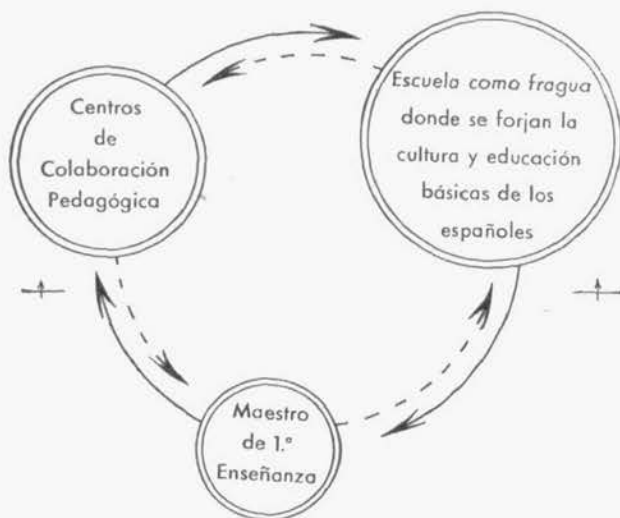 Centros
de
Colaboración
Pedagógica
Escuela como fragua
donde se forjan la
cultura y educación
básicas de los
españoles
Maestro
de 1.º
Enseñanza